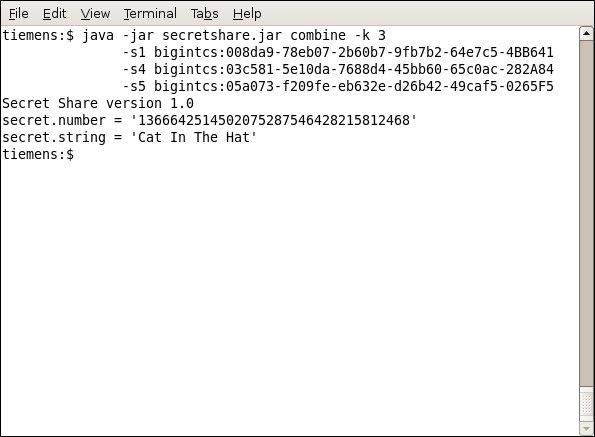 File Edit View Terminal Tabs Help
tiemens:$ java -jar secretshare.jar combine -k 3
-s1 bigintcs:008da9-78eb07-2b60b7-9fb7b2-64e7c5-4BB641
-s4 bigintcs:03c581-5e10da-7688d4-45bb60-65c0ac-282A84
-s5 bigintcs:05a073-f209fe-eb632e-d26b42-49caf5-0265F5
Secret Share version 1.0
secret.number = '1366642514502075287546428215812468'
secret.string = 'Cat In The Hat'
tiemens:$